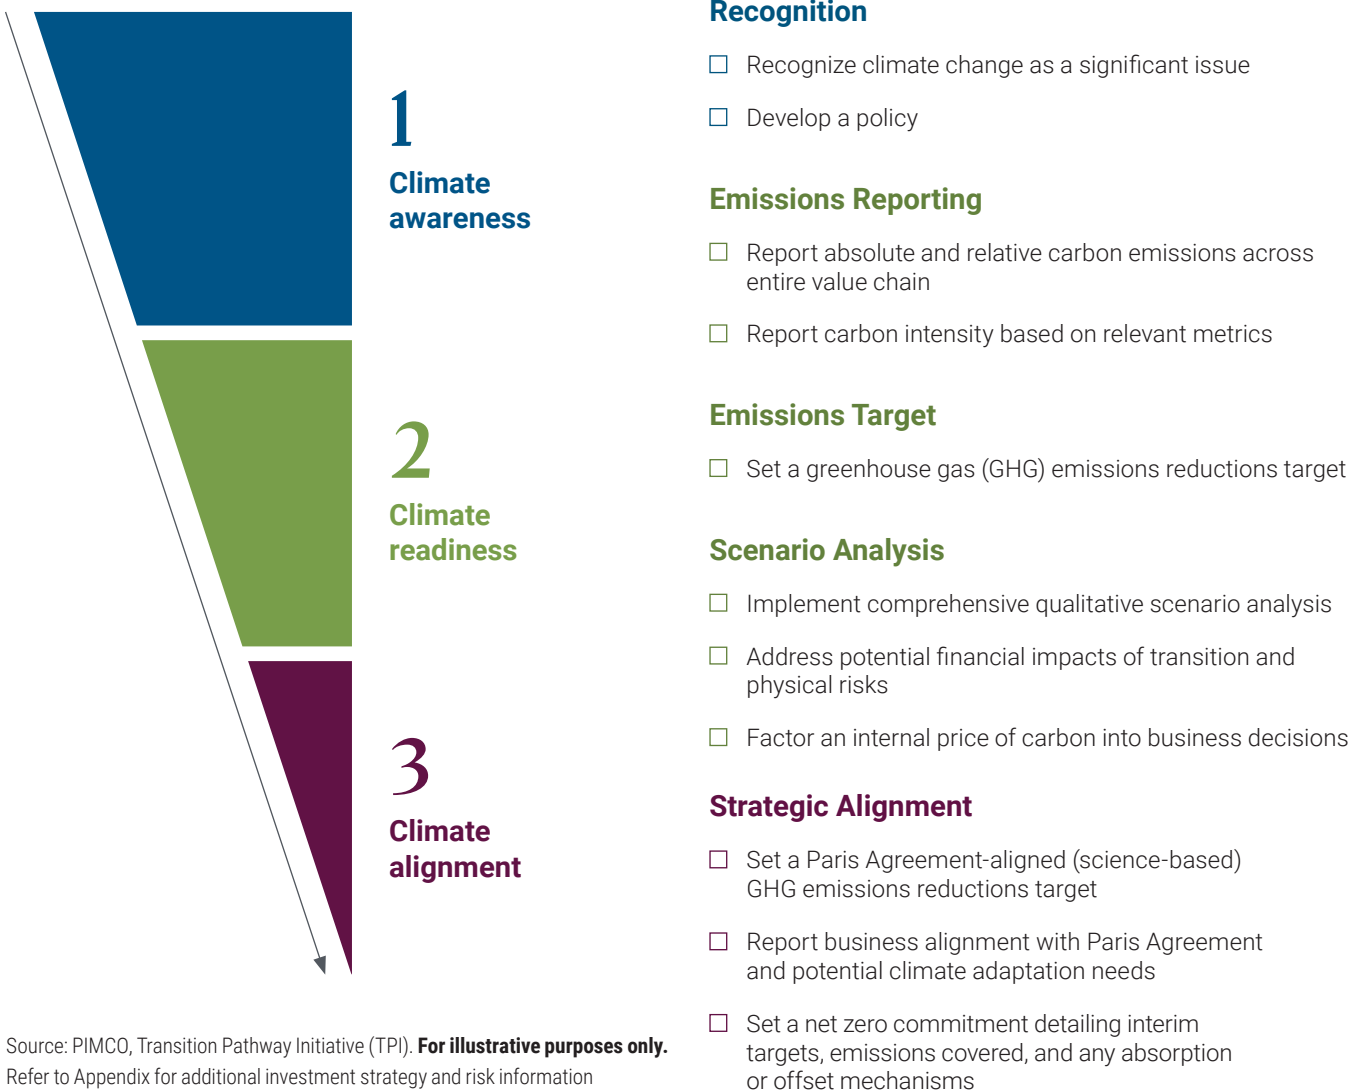 1
Climate
awareness
Recognition
Recognize climate change as a significant issue
Develop a policy
2
Climate
readiness
Emissions Reporting
Report absolute and relative carbon emissions across
entire value chain
Report carbon intensity based on relevant metrics
Emissions Target
Set a greenhouse gas (GHG) emissions reductions target
Scenario Analysis
Implement comprehensive qualitative scenario analysis
Address potential financial impacts of transition and
physical risks
Factor an internal price of carbon into business decisions
3
Climate
alignment
Strategic Alignment
Set a Paris Agreement-aligned (science-based)
GHG emissions reductions target
Report business alignment with Paris Agreement
and potential climate adaptation needs
Set a net zero commitment detailing interim
targets, emissions covered, and any absorption
or offset mechanisms
Source: PIMCO, Transition Pathway Initiative (TPI). For illustrative purposes only.
Refer to Appendix for additional investment strategy and risk information